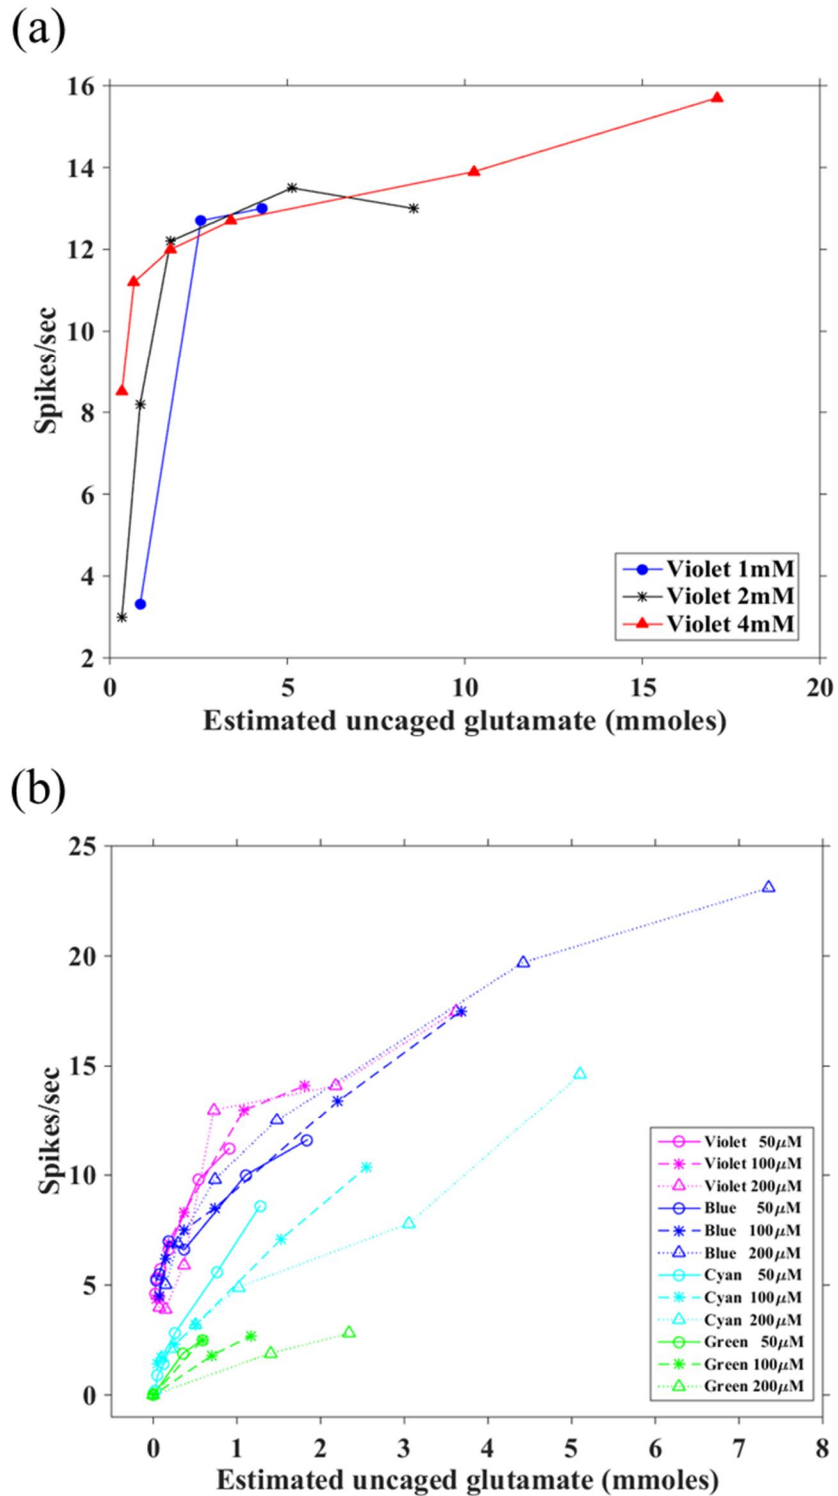 (a)
16
14
12
10
8
6
4
2
Spikes/sec
Violet 1mM
Violet 2mM
Violet 4mM
0 5 10 15 20
Estimated uncaged glutamate (mmoles)
(b)
25
20
15
10
5
0
Spikes/sec
Violet 50μM
Violet 100μM
Violet 200μM
Blue 50μM
Blue 100μM
Blue 200μM
Cyan 50μM
Cyan 100μM
Cyan 200μM
Green 50μM
Green 100μM
Green 200μM
0 1 2 3 4 5 6 7 8
Estimated uncaged glutamate (mmoles)